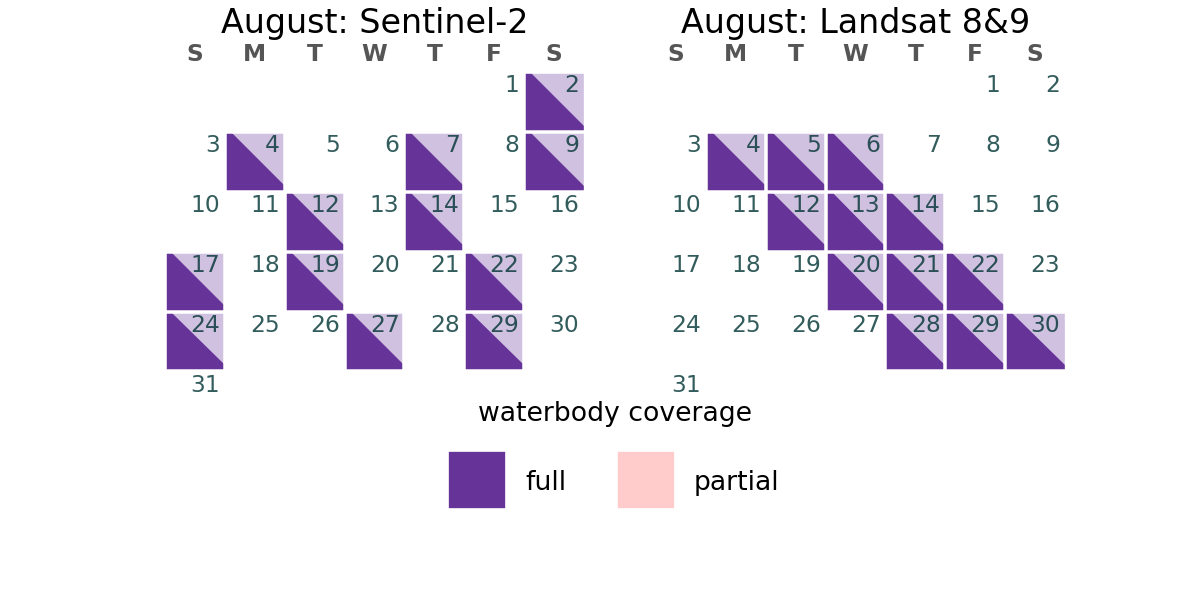 August: Sentinel-2
S M T W T F S
1 2
3 4 5 6 7 8 9
10 11 12 13 14 15 16
17 18 19 20 21 22 23
24 25 26 27 28 29 30
31
August: Landsat 8&9
S M T W T F S
1 2
3 4 5 6 7 8 9
10 11 12 13 14 15 16
17 18 19 20 21 22 23
24 25 26 27 28 29 30
31
waterbody coverage
full partial